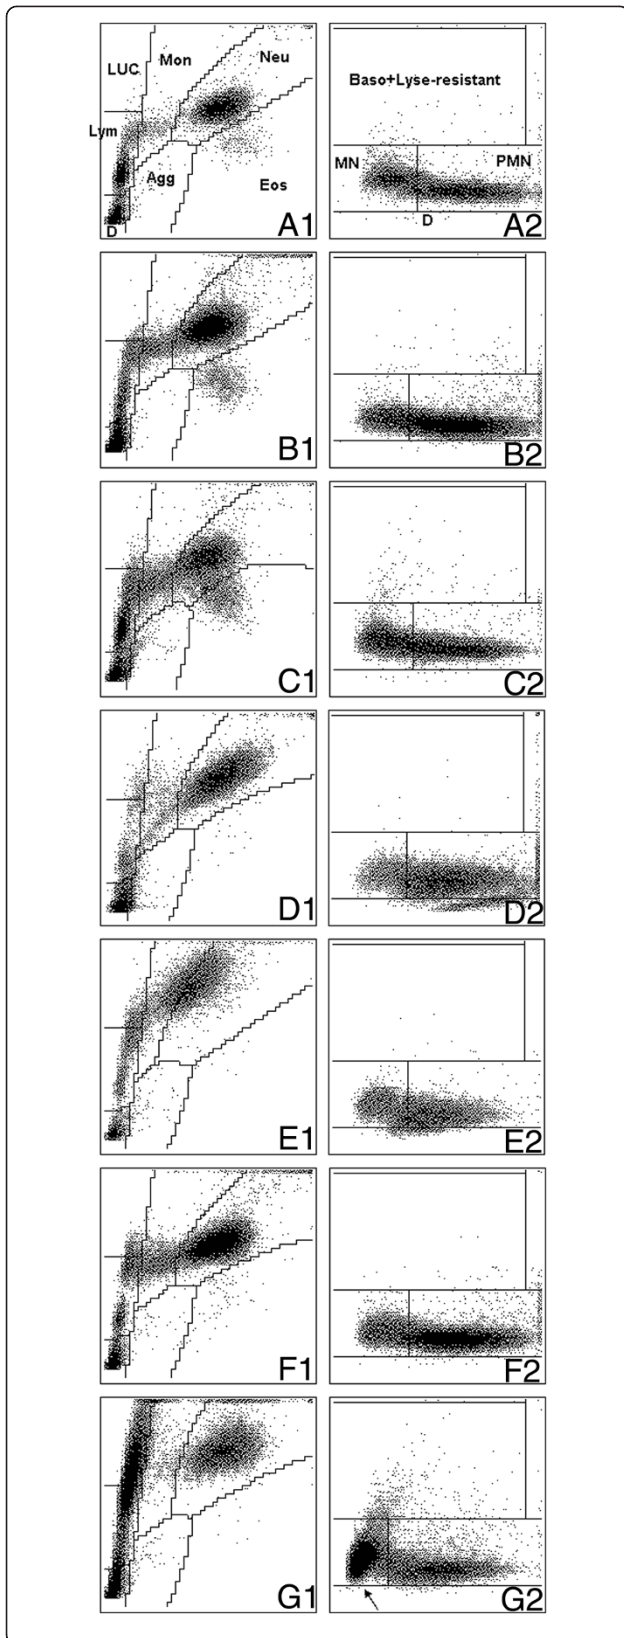 LUC Mon Neu
Lym
Agg Eos
D
A1
Baso+Lyse-resistant
MN PMN
D
A2
B1
B2
C1
C2
D1
D2
E1
E2
F1
F2
G1
G2